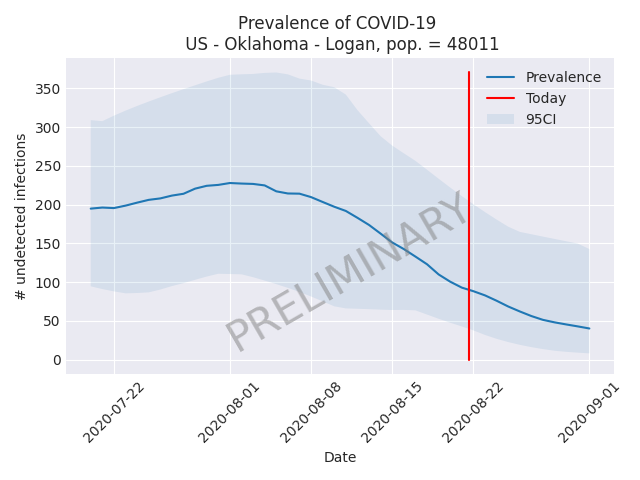 Prevalence of COVID-19
US - Oklahoma - Logan, pop. = 48011
Prevalence
Today
95CI
PRELIMINARY
# undetected infections
350
300
250
200
150
100
50
0
2020-07-22
2020-08-01
2020-08-08
2020-08-15
2020-08-22
2020-09-01
Date